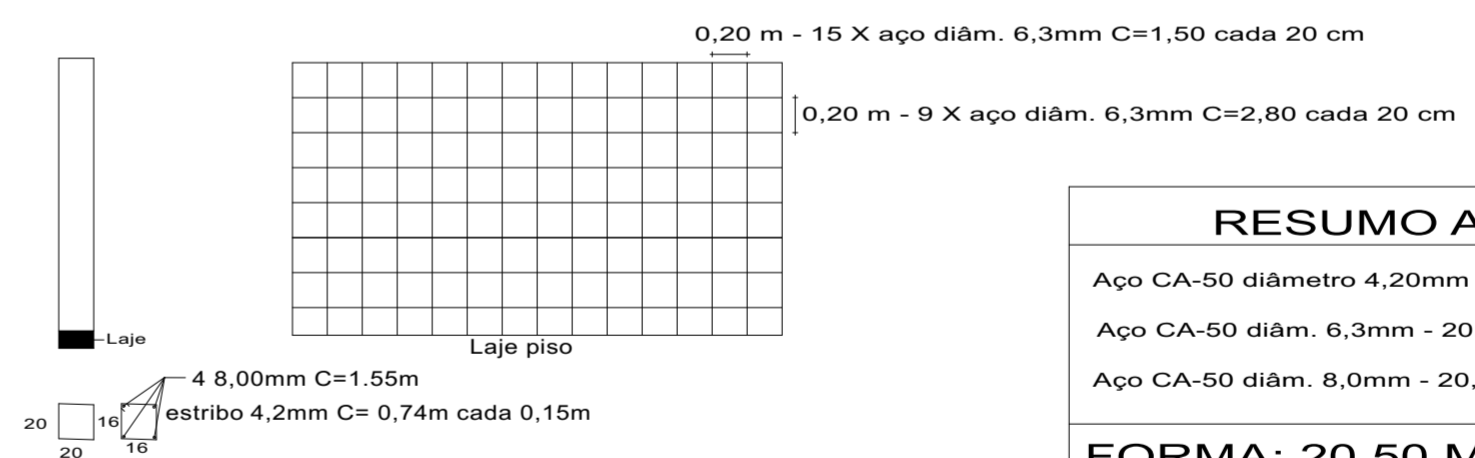 0,20 m - 15 X aço diâm. 6,3mm C=1,50 cada 20 cm
0,20 m - 9 X aço diâm. 6,3mm C=2,80 cada 20 cm
Laje
Laje piso
4 8,00mm C=1.55m
estribo 4,2mm C= 0,74m cada 0,15m
20
20
16
16
RESUMO A
Aço CA-50 diâmetro 4,20mm
Aço CA-50 diâm. 6,3mm - 20
Aço CA-50 diâm. 8,0mm - 20,
FORMA: 20,50 M